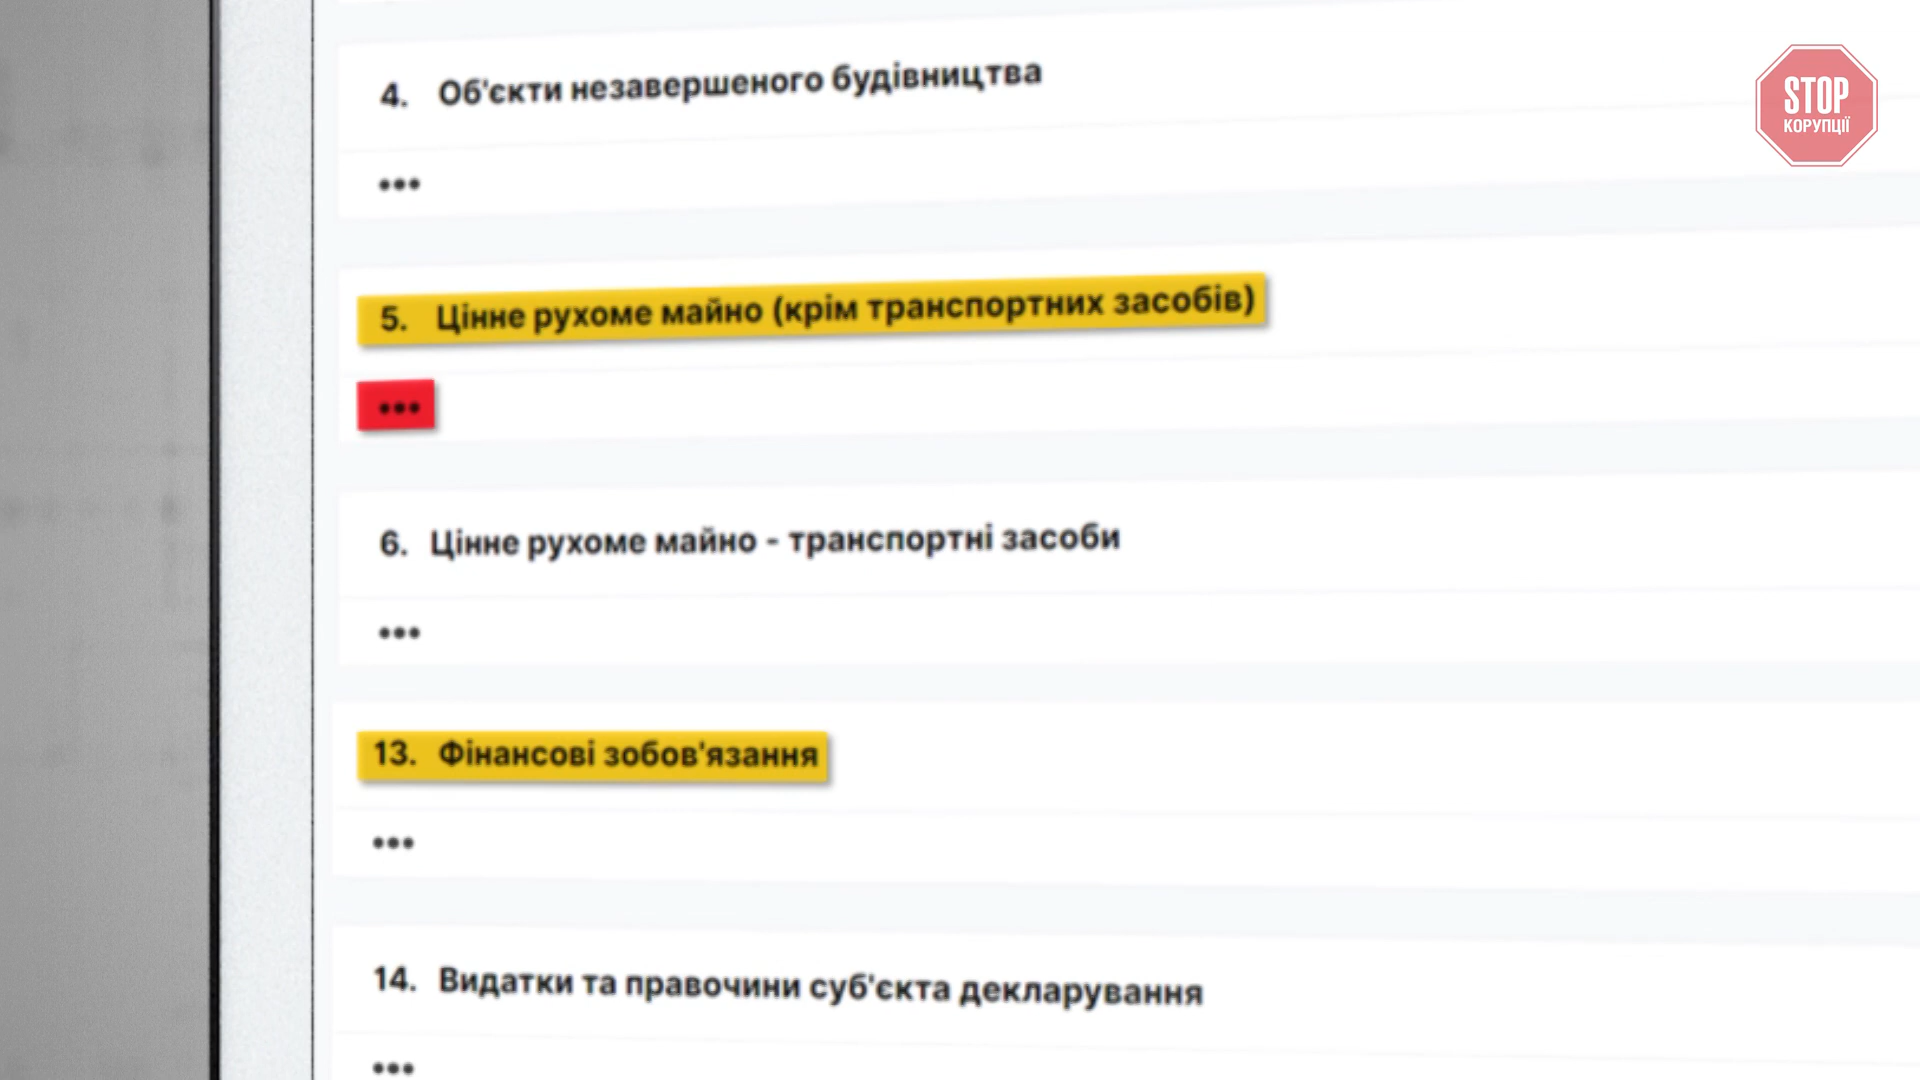 STOP
КОРУПЦІЇ
4. Об'єкти незавершеного будівництва
•••
5. Цінне рухоме майно (крім транспортних засобів)
•••
6. Цінне рухоме майно - транспортні засоби
•••
13. Фінансові зобов'язання
•••
14. Видатки та правочини суб'єкта декларування
•••